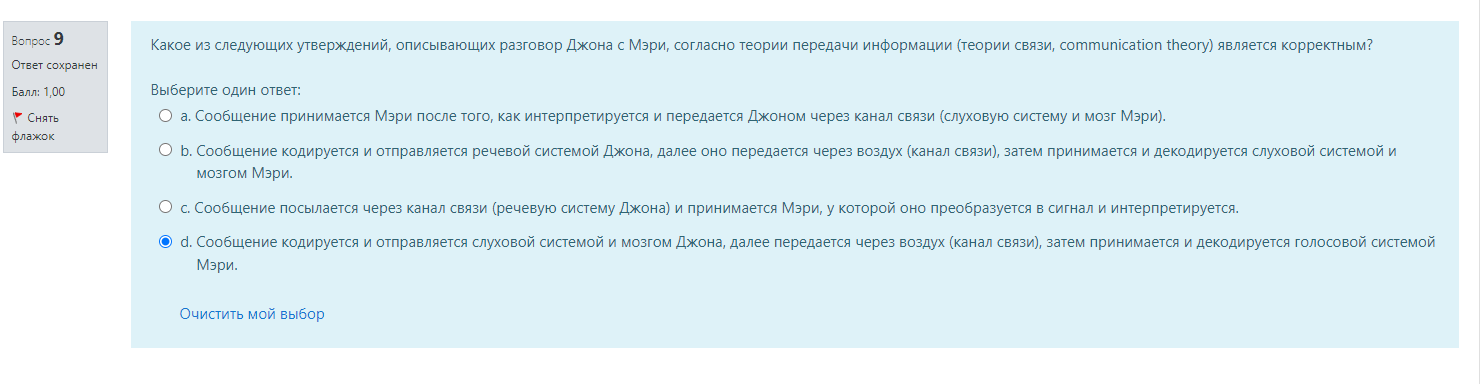 Вопрос 9
Ответ сохранен
Балл: 1,00
Снять
флажок
Какое из следующих утверждений, описывающих разговор Джона с Мэри, согласно теории передачи информации (теории связи, communication theory) является корректным?
Выберите один ответ:
a. Сообщение принимается Мэри после того, как интерпретируется и передается Джоном через канал связи (слуховую систему и мозг Мэри).
b. Сообщение кодируется и отправляется речевой системой Джона, далее оно передается через воздух (канал связи), затем принимается и декодируется слуховой системой и
мозгом Мэри.
c. Сообщение посылается через канал связи (речевую систему Джона) и принимается Мэри, у которой оно преобразуется в сигнал и интерпретируется.
d. Сообщение кодируется и отправляется слуховой системой и мозгом Джона, далее передается через воздух (канал связи), затем принимается и декодируется голосовой системой
Мэри.
Очистить мой выбор